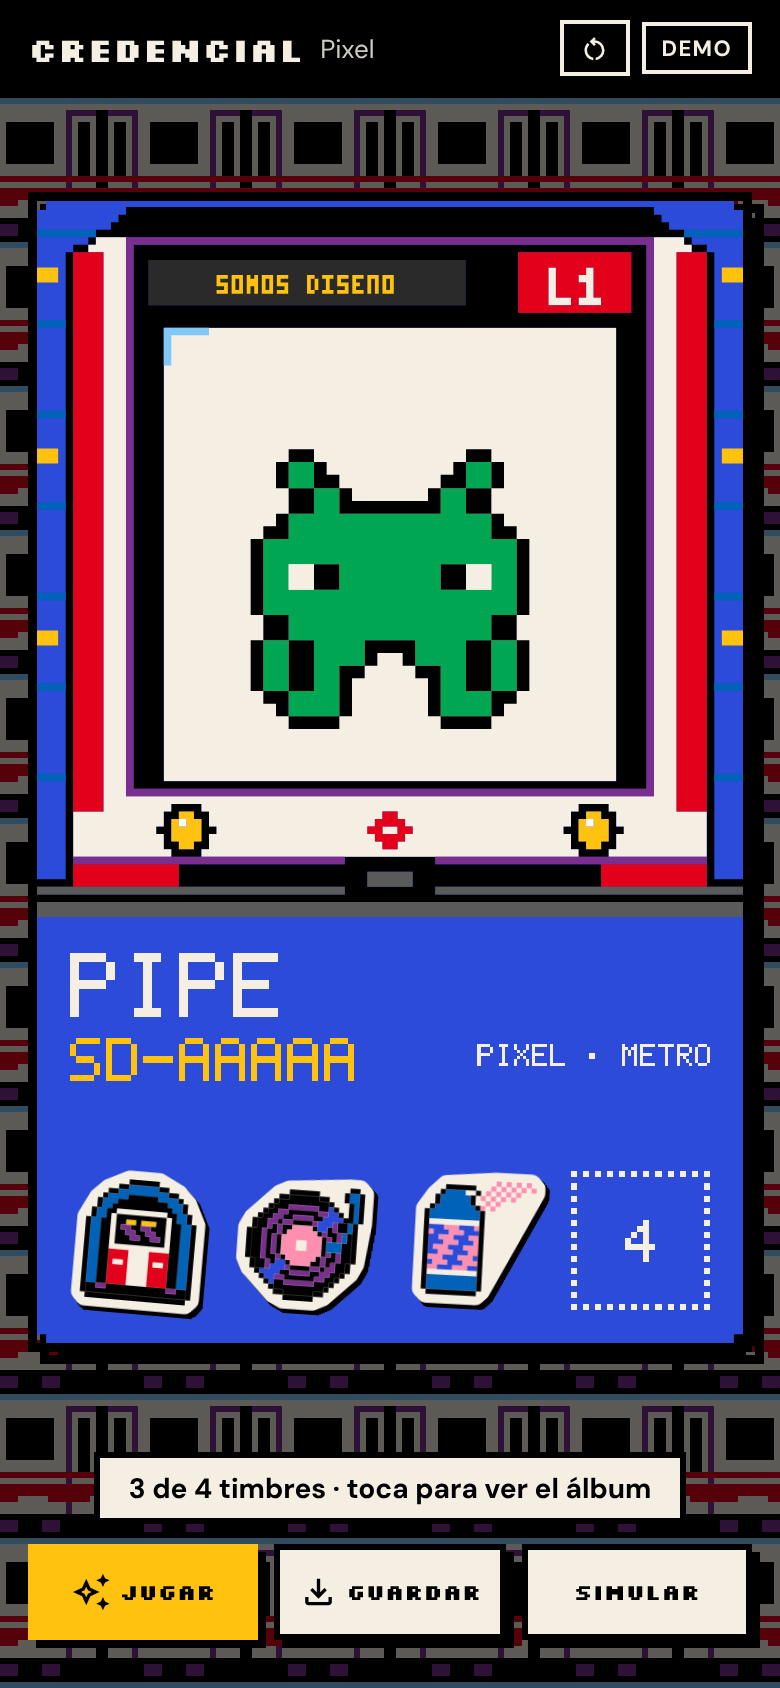 CREDENCIAL Pixel
DEMO
SOMOS DISENO
L1
PIPE
SD-AAAAA
PIXEL · METRO
4
3 de 4 timbres · toca para ver el álbum
JUGAR
GUARDAR
SIMULAR